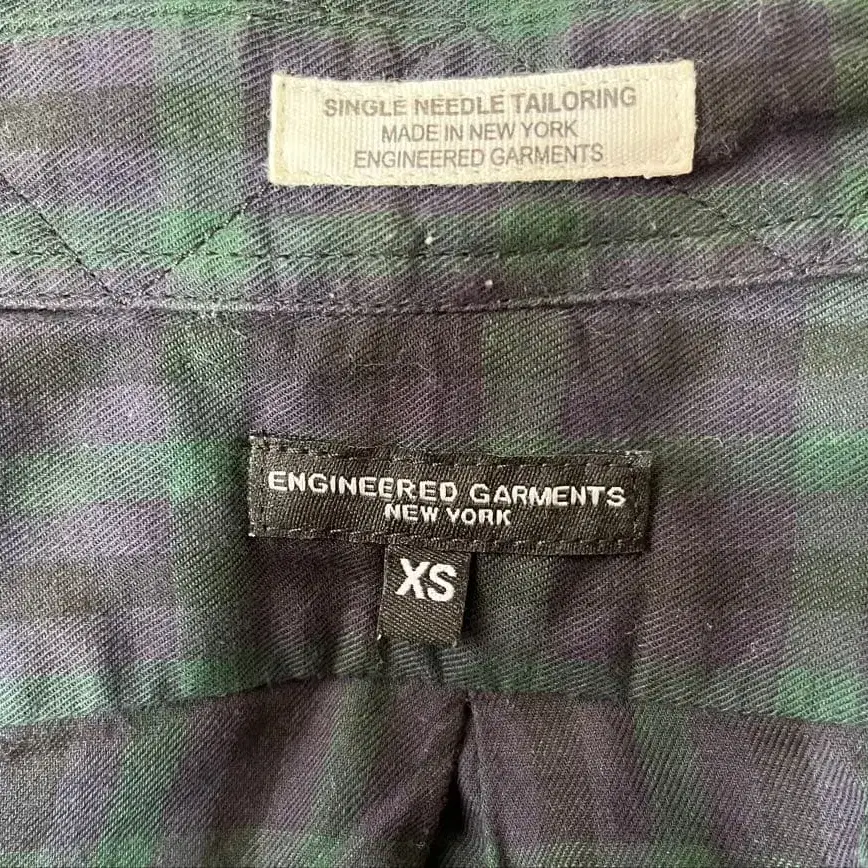 SINGLE NEEDLE TAILORING
MADE IN NEW YORK
ENGINEERED GARMENTS
ENGINEERED GARMENTS
NEW YORK
XS